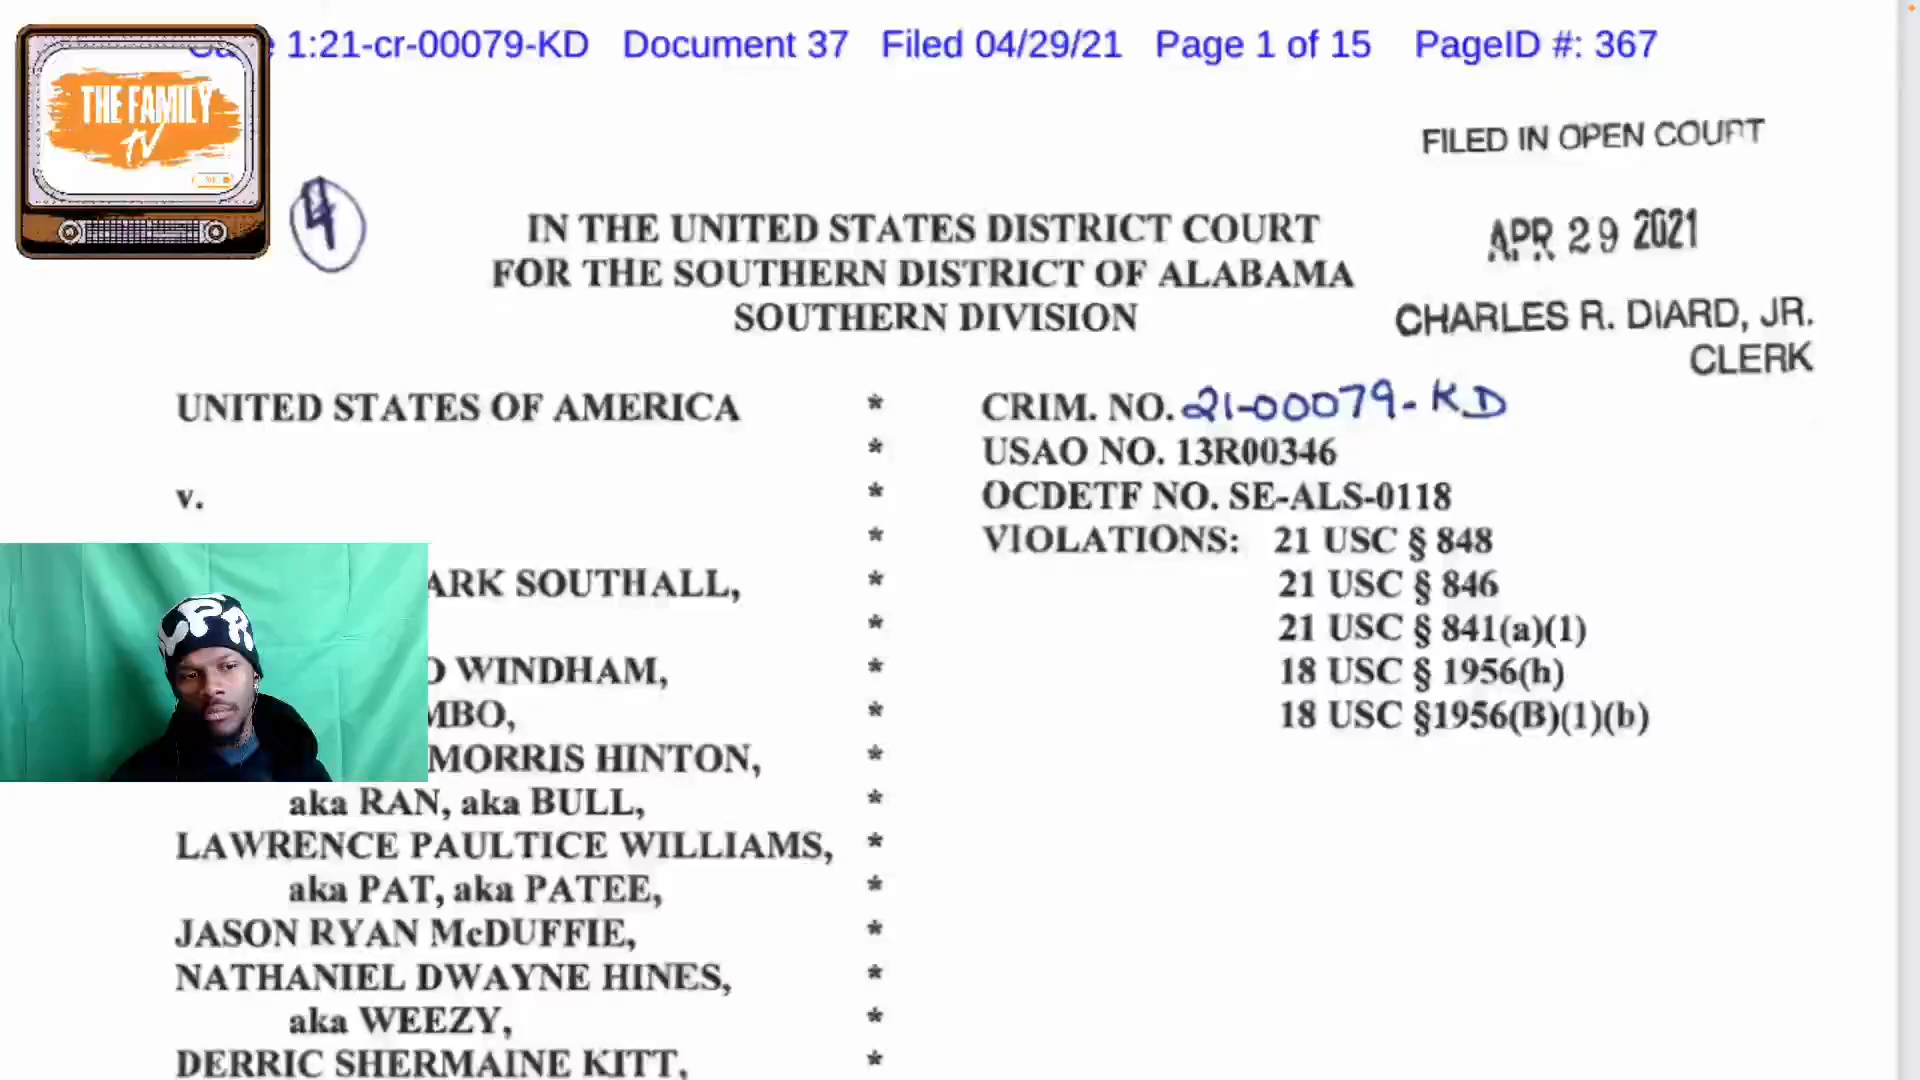 1:21-cr-00079-KD Document 37 Filed 04/29/21 Page 1 of 15 PageID #: 367
THE FAMILY
tv
FILED IN OPEN COURT
4
APR 29 2021
IN THE UNITED STATES DISTRICT COURT
FOR THE SOUTHERN DISTRICT OF ALABAMA
SOUTHERN DIVISION
CHARLES R. DIARD, JR.
CLERK
UNITED STATES OF AMERICA * CRIM. NO. 21-00079-KD
* USAO NO. 13R00346
v. * OCDETF NO. SE-ALS-0118
* VIOLATIONS: 21 USC § 848
ARK SOUTHALL, * 21 USC § 846
* 21 USC § 841(a)(1)
WINDHAM, * 18 USC § 1956(h)
MBO, * 18 USC §1956(B)(1)(b)
MORRIS HINTON, *
aka RAN, aka BULL, *
LAWRENCE PAULTICE WILLIAMS, *
aka PAT, aka PATEE, *
JASON RYAN McDUFFIE, *
NATHANIEL DWAYNE HINES, *
aka WEEZY, *
DERRIC SHERMAINE KITT, *